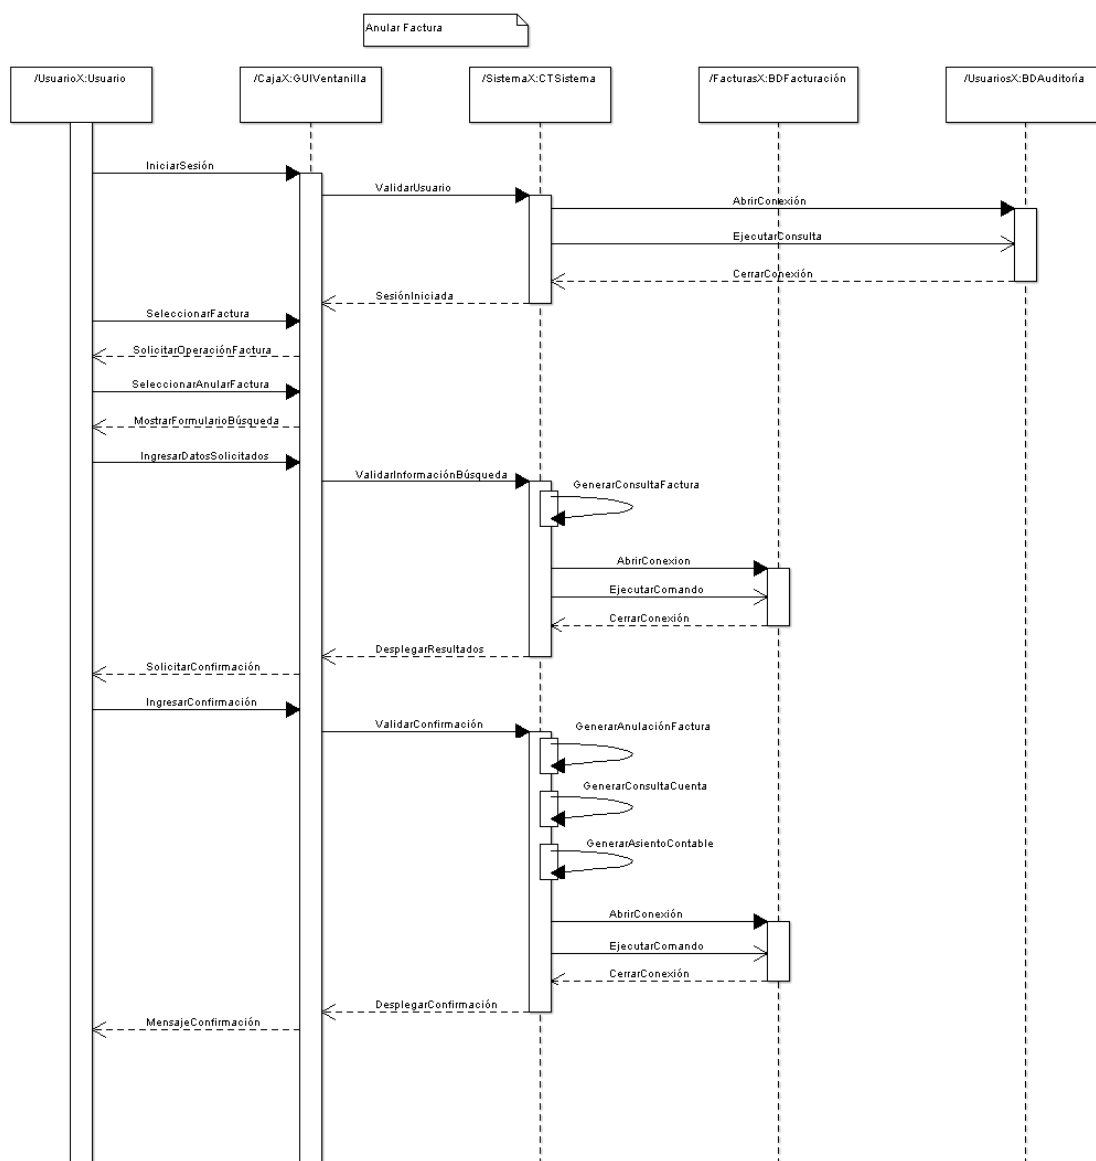 Anular Factura
/UsuarioX:Usuario
/CajaX:GUIVentanilla
/SistemaX:CTSistema
/FacturasX:BDFacturación
/UsuariosX:BDAuditoría
IniciarSesión
ValidarUsuario
AbrirConexión
EjecutarConsulta
CerrarConexión
SesiónIniciada
SeleccionarFactura
SolicitarOperaciónFactura
SeleccionarAnularFactura
MostrarFormularioBúsqueda
IngresarDatosSolicitados
ValidarInformaciónBúsqueda
GenerarConsultaFactura
AbrirConexion
EjecutarComando
CerrarConexión
DesplegarResultados
SolicitarConfirmación
IngresarConfirmación
ValidarConfirmación
GenerarAnulaciónFactura
GenerarConsultaCuenta
GenerarAsientoContable
AbrirConexión
EjecutarComando
CerrarConexión
DesplegarConfirmación
MensajeConfirmación